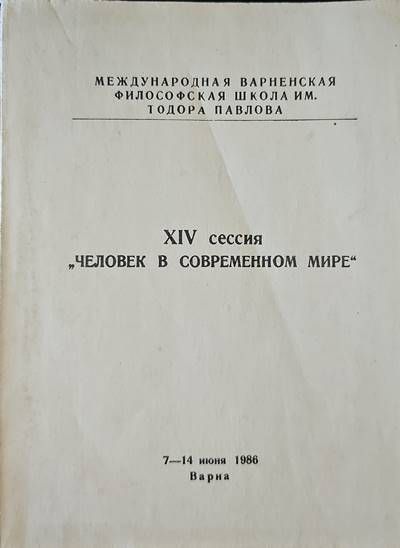 МЕЖДУНАРОДНАЯ ВАРНЕНСКАЯ
ФИЛОСОФСКАЯ ШКОЛА ИМ.
ТОДОРА ПАВЛОВА
XIV сессия
„ЧЕЛОВЕК В СОВРЕМЕННОМ МИРЕ“
7—14 июня 1986
Варна